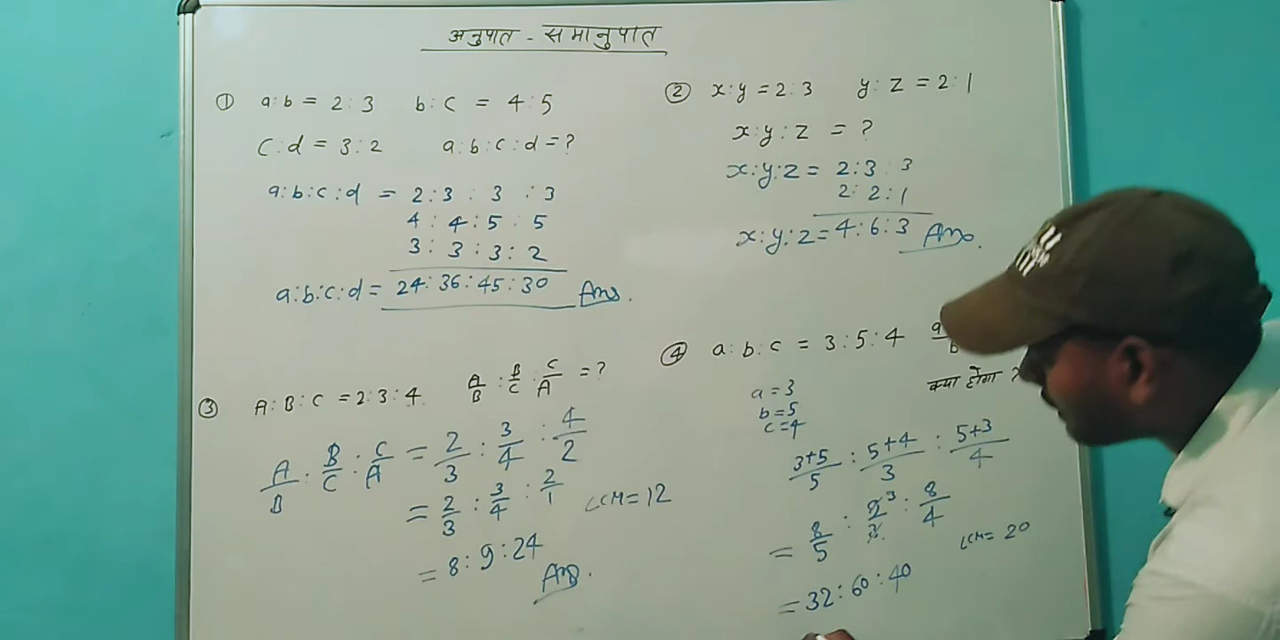 अनुपात - समानुपात
① a:b = 2:3 b:c = 4:5
c:d = 3:2 a:b:c:d = ?
a:b:c:d = 2:3 : 3 : 3
4 : 4 : 5 : 5
3 : 3 : 3 : 2
a:b:c:d = 24:36:45:30 Ans.
② x:y = 2:3 y:z = 2:1
x:y:z = ?
x:y:z = 2:3 : 3
2 : 2 : 1
x:y:z = 4:6:3 Ans.
③ A:B:C = 2:3:4 A/B : B/C : C/A = ?
A/B : B/C : C/A = 2/3 : 3/4 : 4/2
= 2/3 : 3/4 : 2/1 LCM = 12
= 8:9:24
Ans.
④ a:b:c = 3:5:4
क्या होगा ?
a = 3
b = 5
c = 4
3+5/5 : 5+4/3 : 5+3/4
= 8/5 : 9/3 3 : 8/4 LCM = 20
= 32:60:40